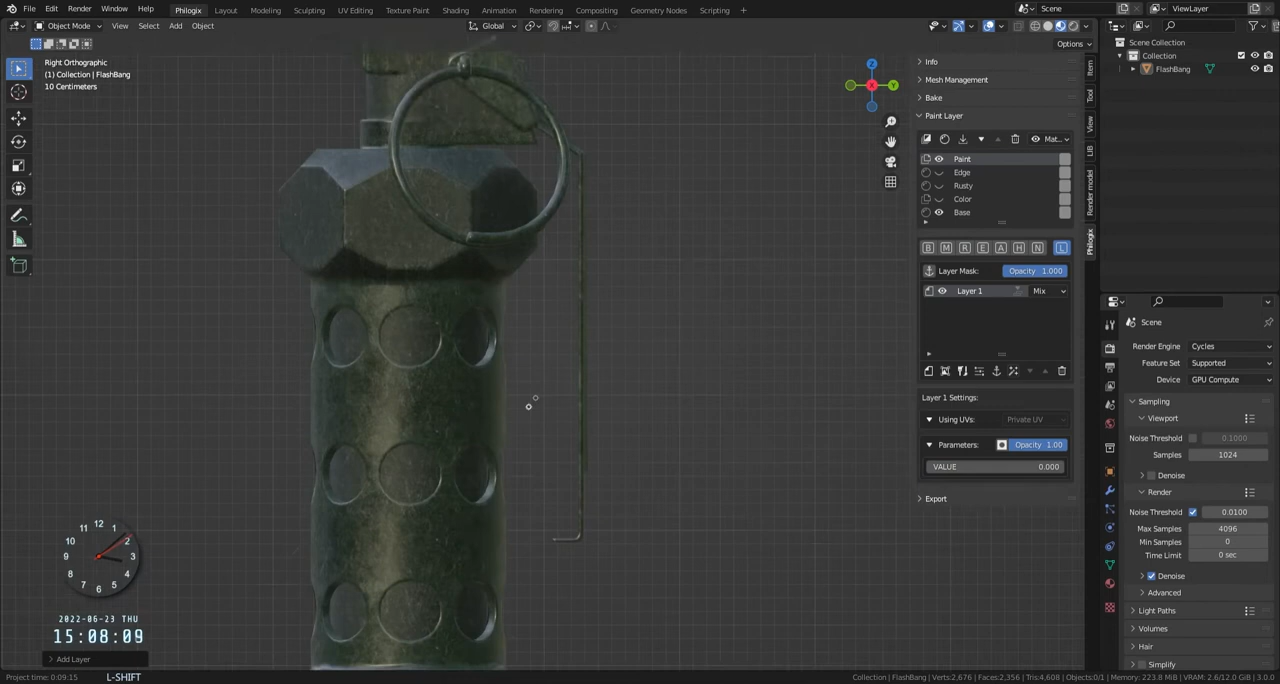 File Edit Render Window Help Philogix Layout Modeling Sculpting UV Editing Texture Paint Shading Animation Rendering Compositing Geometry Nodes Scripting + Scene ViewLayer
Object Mode View Select Add Object Global
Options
Right Orthographic
(1) Collection | FlashBang
10 Centimeters
Z
Y
X
Info
Mesh Management
Bake
Paint Layer
Mat...
Paint
Edge
Rusty
Color
Base
B M R E A H N L
Layer Mask: Opacity 1.000
Layer 1 Mix
Layer 1 Settings:
Using UVs: Private UV
Parameters: Opacity 1.00
VALUE 0.000
Export
Item
Tool
View
LIB
Render model
Philogix
Scene Collection
Collection
FlashBang
Scene
Render Engine Cycles
Feature Set Supported
Device GPU Compute
Sampling
Viewport
Noise Threshold 0.1000
Samples 1024
Denoise
Render
Noise Threshold 0.0100
Max Samples 4096
Min Samples 0
Time Limit 0 sec
Denoise
Advanced
Light Paths
Volumes
Hair
Simplify
12 1 2 3 4 5 6 7 8 9 10 11
2022-06-23 THU
15:08:09
Add Layer
Project time: 0:09:15 L-SHIFT Collection | FlashBang | Verts:2,676 | Faces:2,356 | Tris:4,608 | Objects:0/1 | Memory: 223.8 MiB | VRAM: 2.6/12.0 GiB | 3.0.0